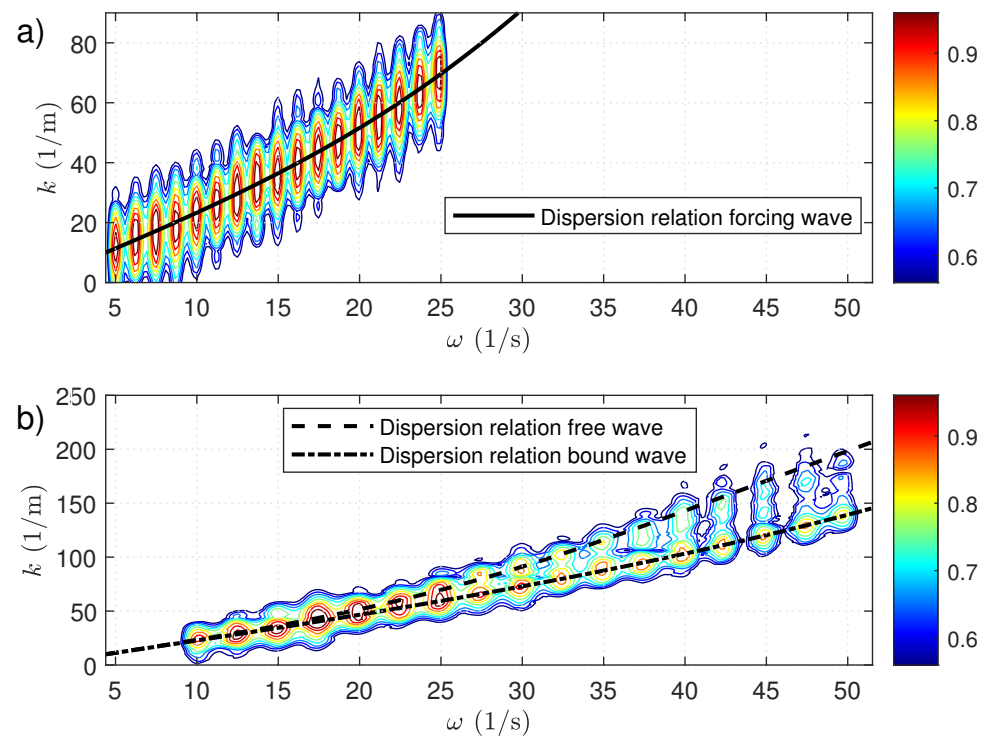 a)
80
60
40
20
0
k (1/m)
Dispersion relation forcing wave
5 10 15 20 25 30 35 40 45 50
ω (1/s)
0.9
0.8
0.7
0.6
b)
250
200
150
100
50
0
k (1/m)
Dispersion relation free wave
Dispersion relation bound wave
5 10 15 20 25 30 35 40 45 50
ω (1/s)
0.9
0.8
0.7
0.6